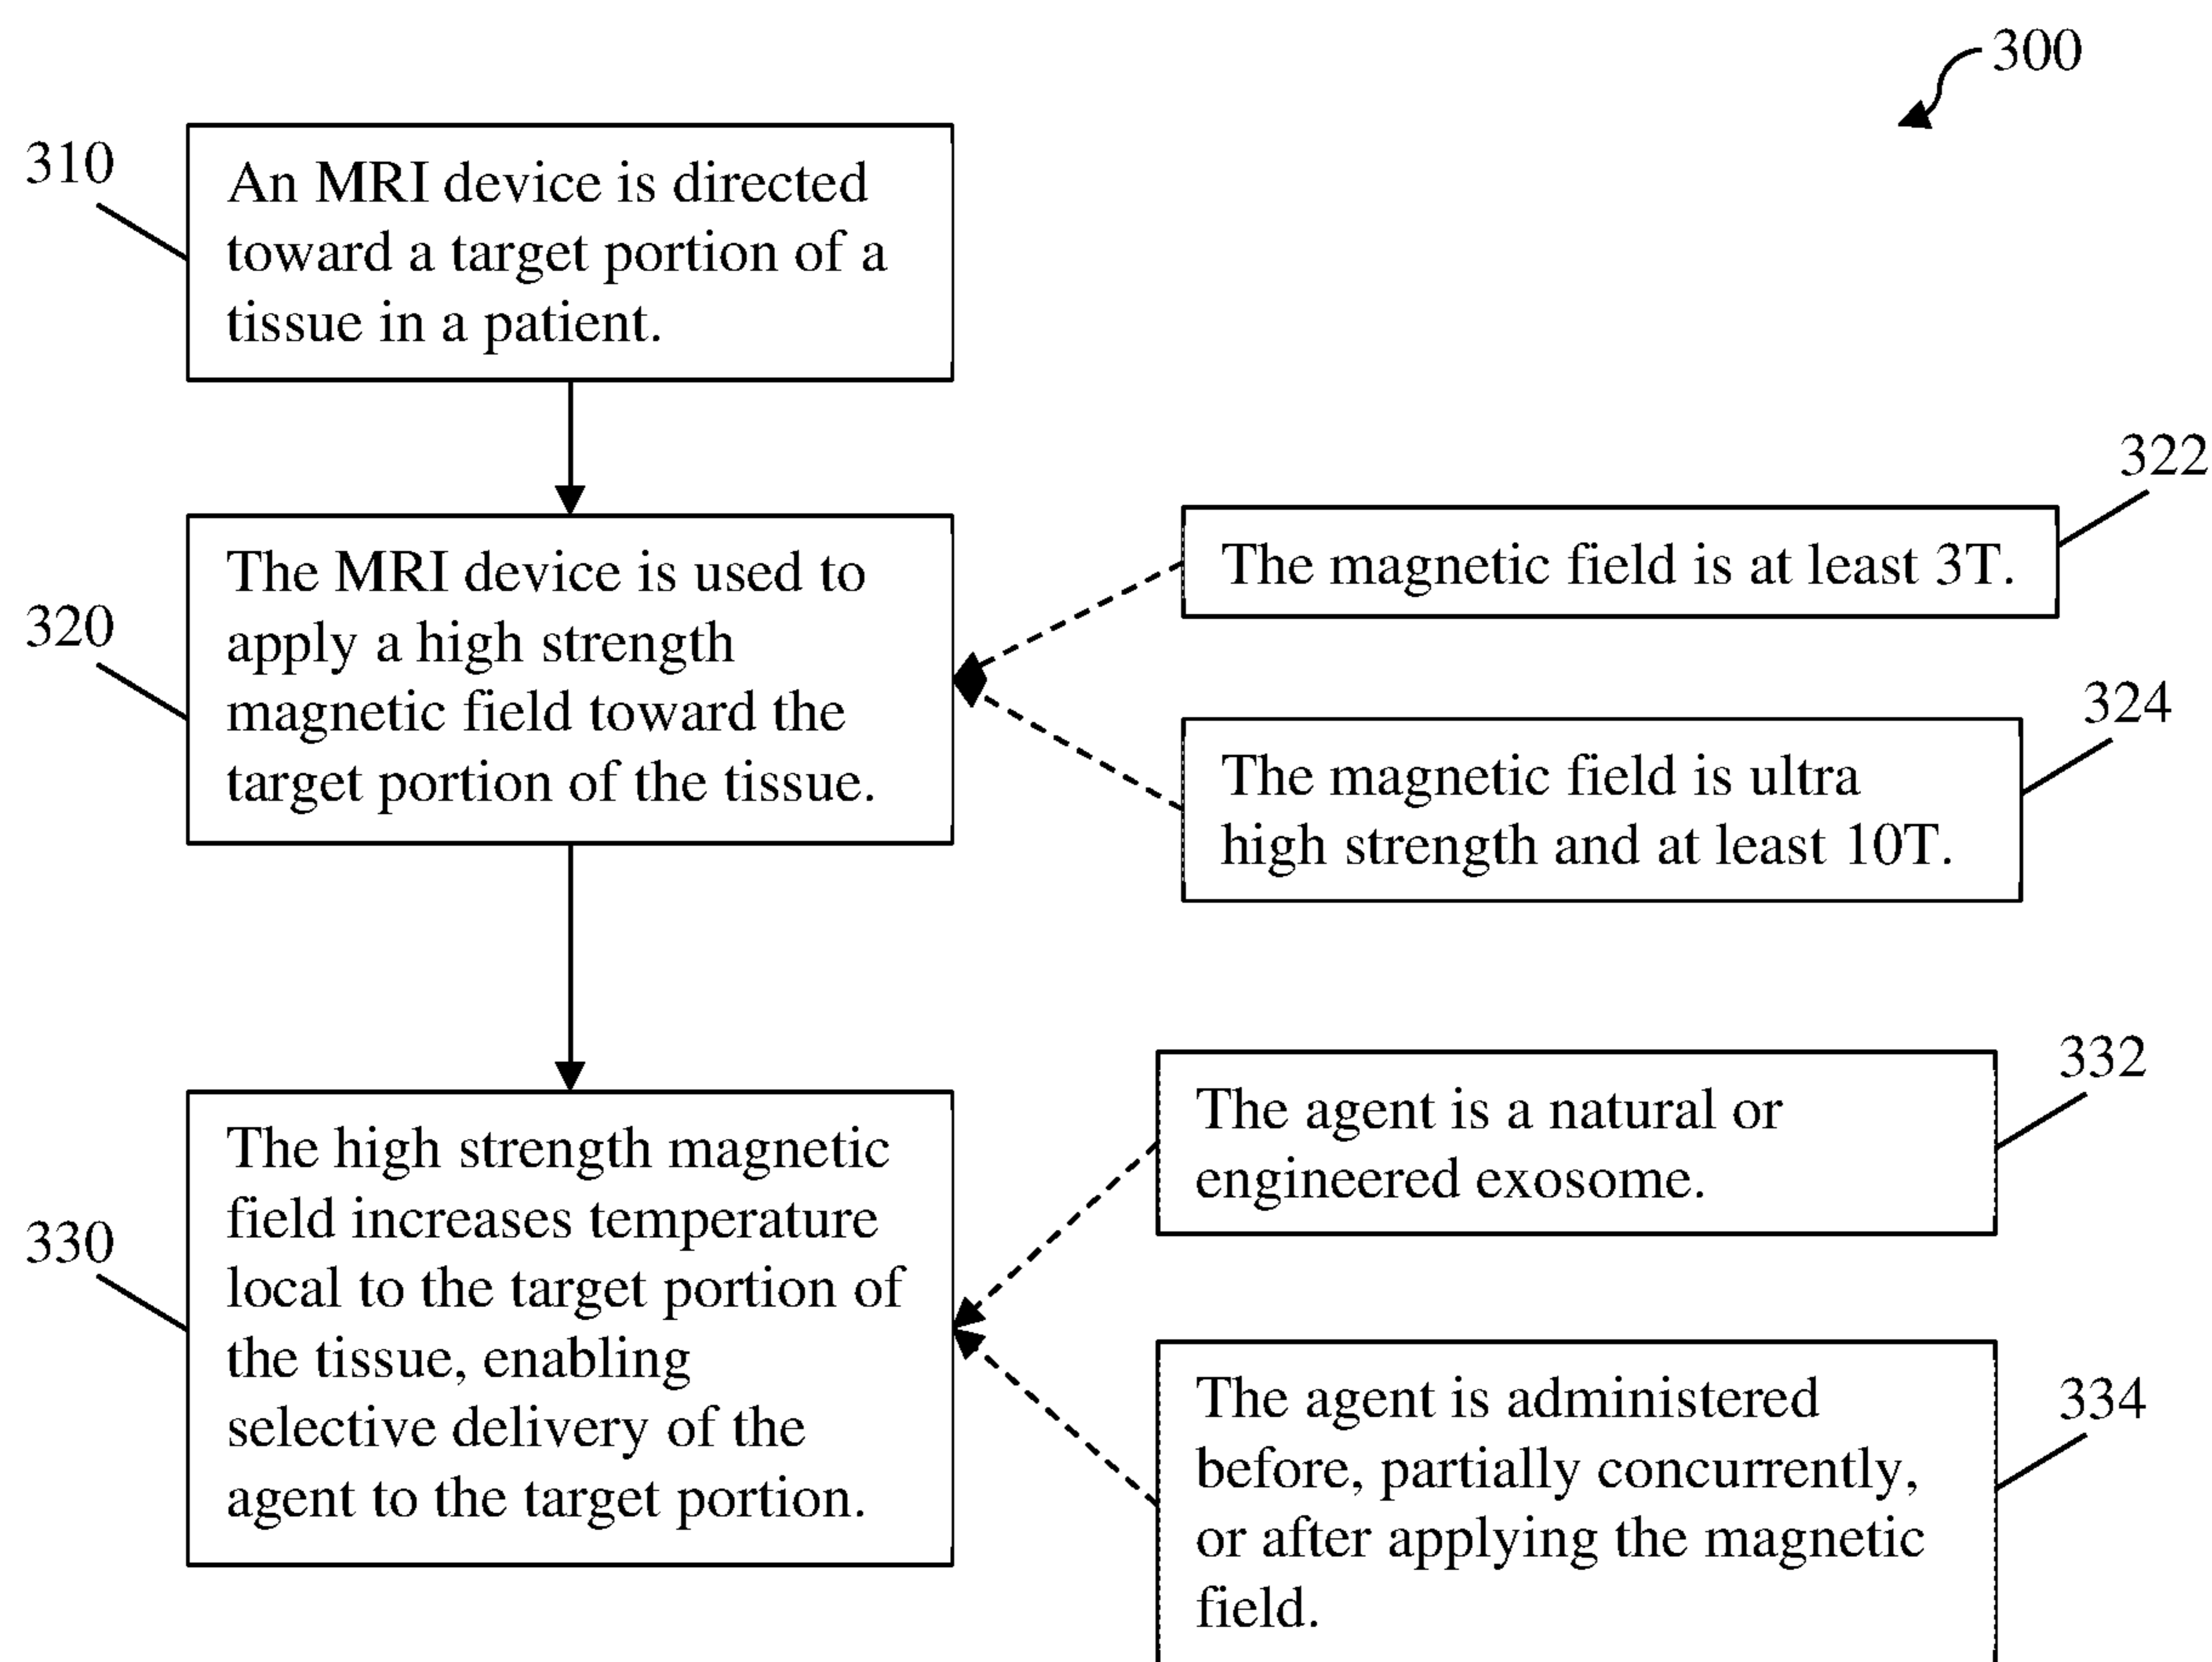 300
310
An MRI device is directed
toward a target portion of a
tissue in a patient.
320
The MRI device is used to
apply a high strength
magnetic field toward the
target portion of the tissue.
322
The magnetic field is at least 3T.
324
The magnetic field is ultra
high strength and at least 10T.
330
The high strength magnetic
field increases temperature
local to the target portion of
the tissue, enabling
selective delivery of the
agent to the target portion.
332
The agent is a natural or
engineered exosome.
334
The agent is administered
before, partially concurrently,
or after applying the magnetic
field.